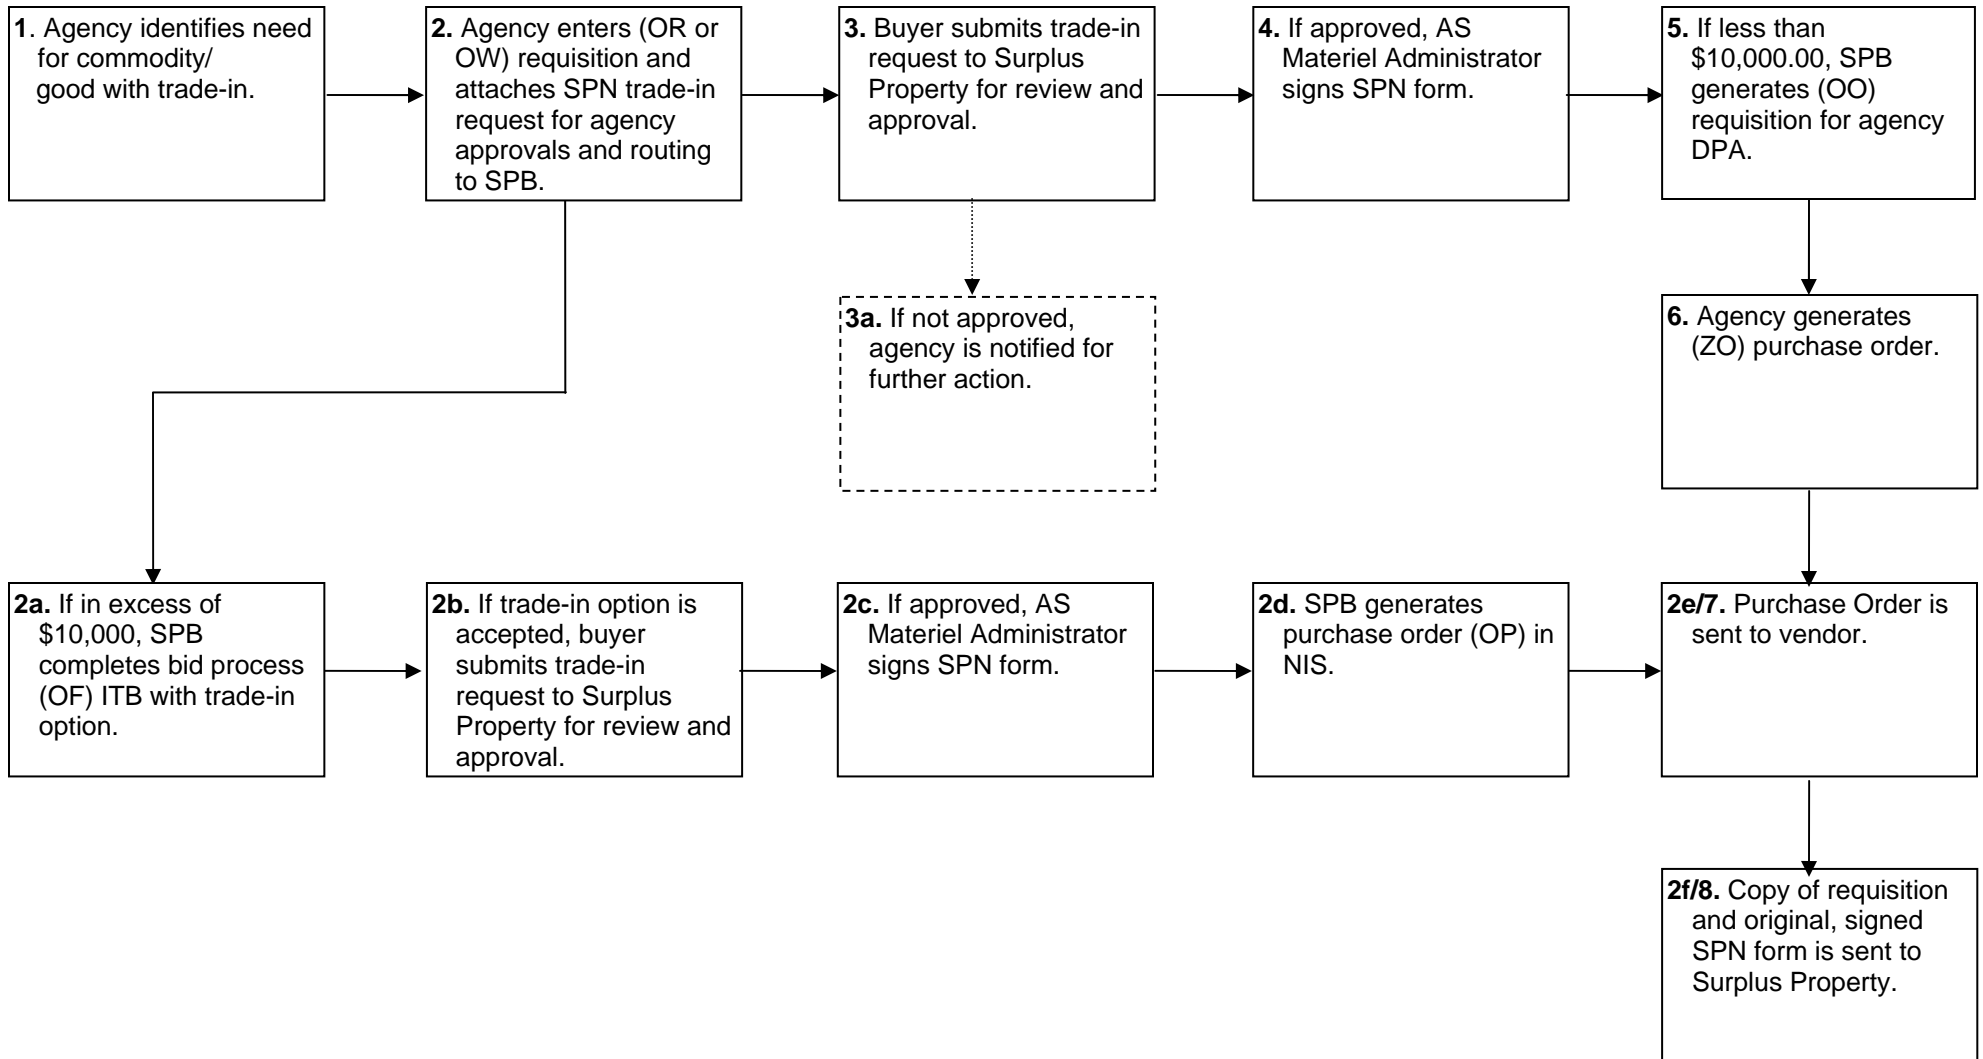 1. Agency identifies need
for commodity/
good with trade-in.
2. Agency enters (OR or
OW) requisition and
attaches SPN trade-in
request for agency
approvals and routing
to SPB.
3. Buyer submits trade-in
request to Surplus
Property for review and
approval.
4. If approved, AS
Materiel Administrator
signs SPN form.
5. If less than
$10,000.00, SPB
generates (OO)
requisition for agency
DPA.
3a. If not approved,
agency is notified for
further action.
6. Agency generates
(ZO) purchase order.
2a. If in excess of
$10,000, SPB
completes bid process
(OF) ITB with trade-in
option.
2b. If trade-in option is
accepted, buyer
submits trade-in
request to Surplus
Property for review and
approval.
2c. If approved, AS
Materiel Administrator
signs SPN form.
2d. SPB generates
purchase order (OP) in
NIS.
2e/7. Purchase Order is
sent to vendor.
2f/8. Copy of requisition
and original, signed
SPN form is sent to
Surplus Property.